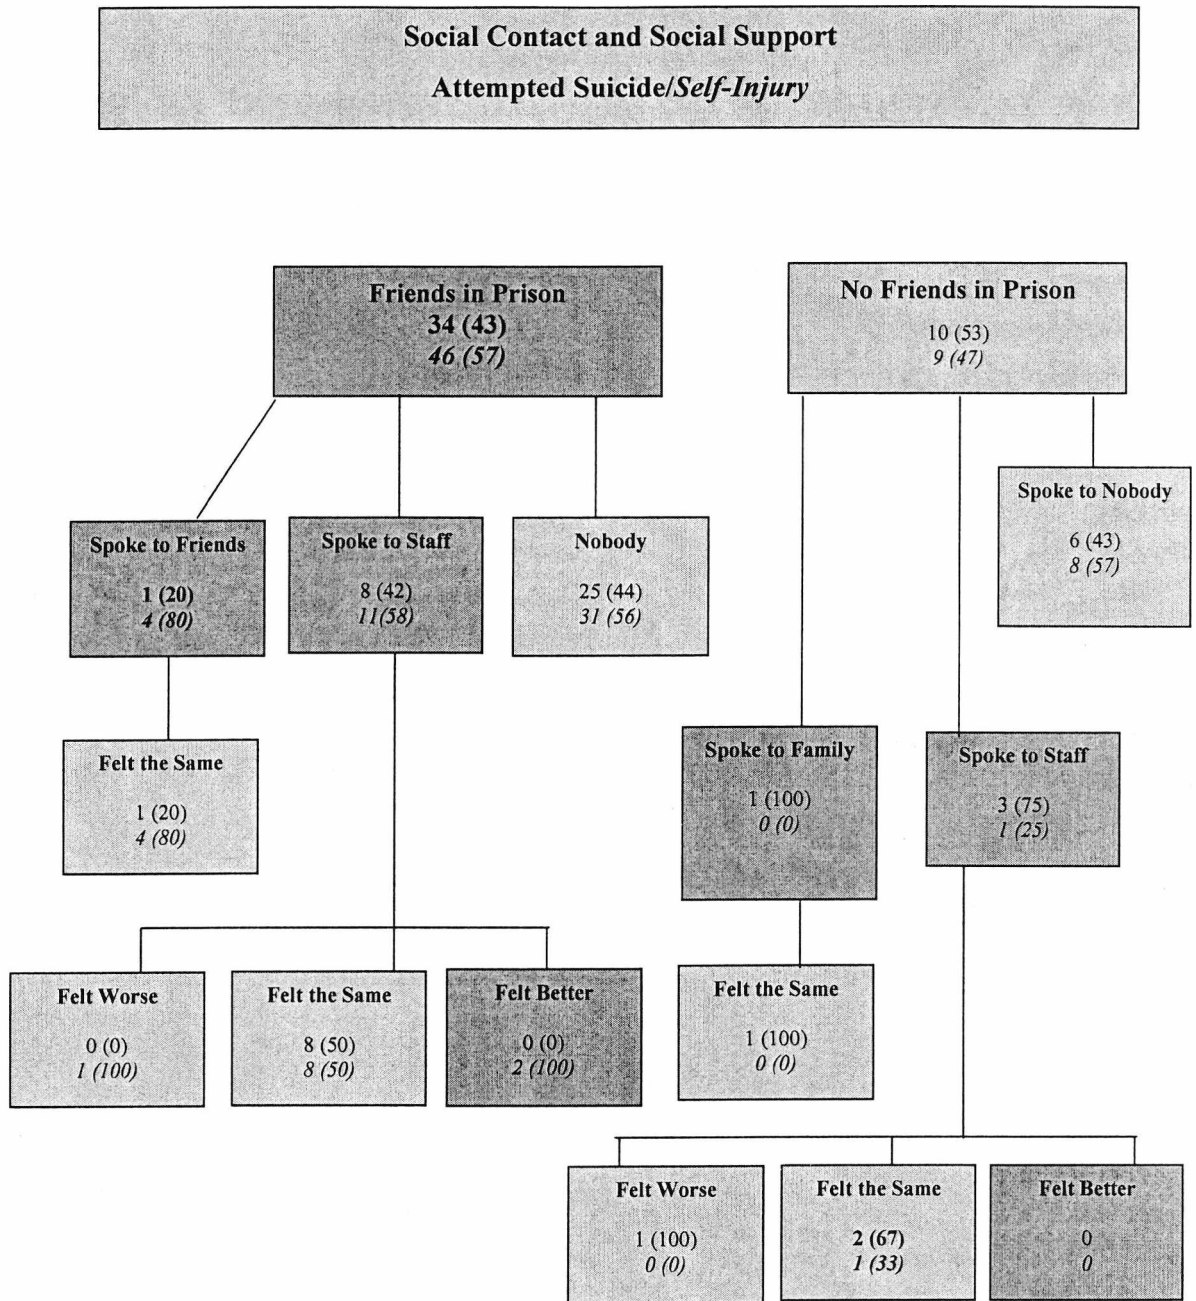 Social Contact and Social Support
Attempted Suicide/Self-Injury
Friends in Prison
34 (43)
46 (57)
No Friends in Prison
10 (53)
9 (47)
Spoke to Friends
1 (20)
4 (80)
Spoke to Staff
8 (42)
11(58)
Nobody
25 (44)
31 (56)
Spoke to Nobody
6 (43)
8 (57)
Felt the Same
1 (20)
4 (80)
Spoke to Family
1 (100)
0 (0)
Spoke to Staff
3 (75)
1 (25)
Felt Worse
0 (0)
1 (100)
Felt the Same
8 (50)
8 (50)
Felt Better
0 (0)
2 (100)
Felt the Same
1 (100)
0 (0)
Felt Worse
1 (100)
0 (0)
Felt the Same
2 (67)
1 (33)
Felt Better
0
0